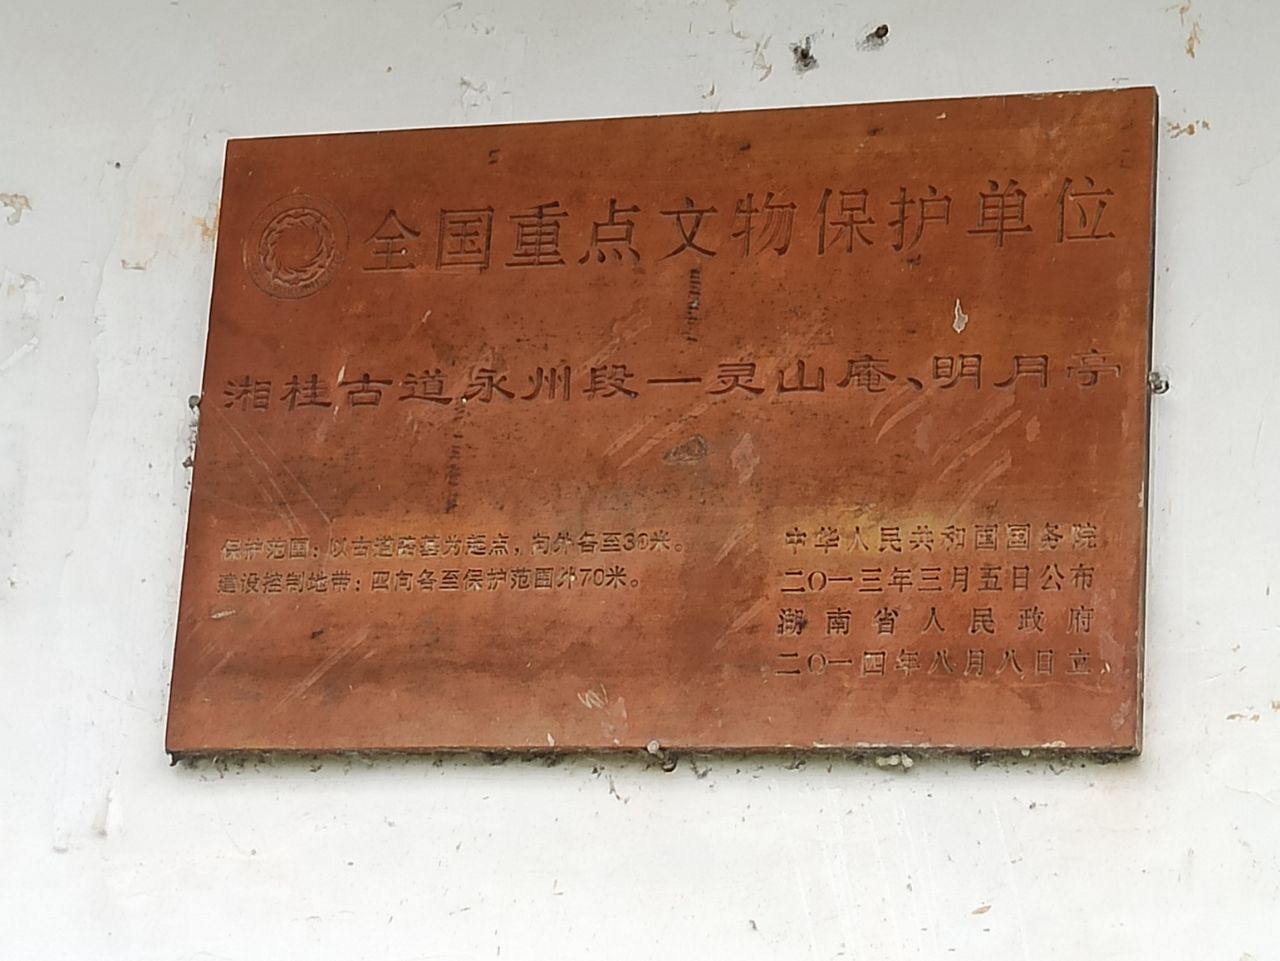 全国重点文物保护单位
湘桂古道永州段—灵山庵、明月亭
保护范围：以古道路基为起点，向外各至30米。
建设控制地带：四向各至保护范围外70米。
中华人民共和国国务院
二〇一三年三月五日公布
湖南省人民政府
二〇一四年八月八日立